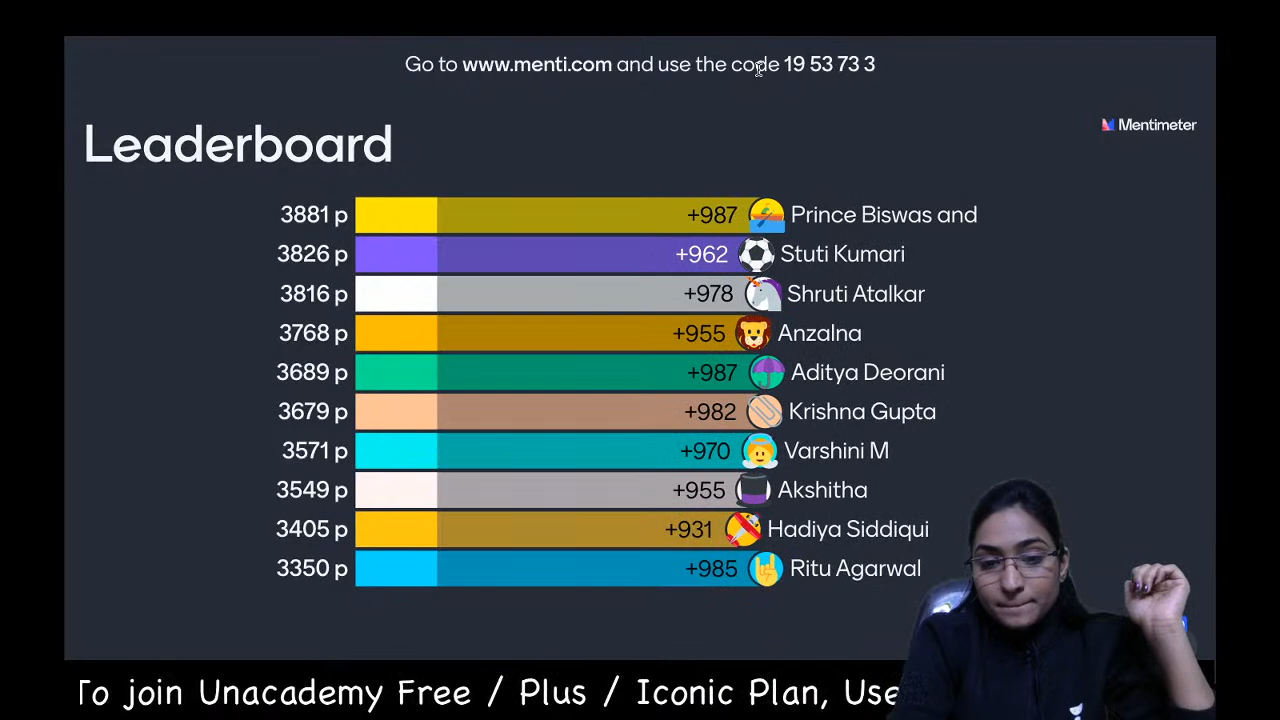 Go to www.menti.com and use the code 19 53 73 3
Mentimeter
Leaderboard
3881 p +987 Prince Biswas and
3826 p +962 Stuti Kumari
3816 p +978 Shruti Atalkar
3768 p +955 Anzalna
3689 p +987 Aditya Deorani
3679 p +982 Krishna Gupta
3571 p +970 Varshini M
3549 p +955 Akshitha
3405 p +931 Hadiya Siddiqui
3350 p +985 Ritu Agarwal
To join Unacademy Free / Plus / Iconic Plan, Use